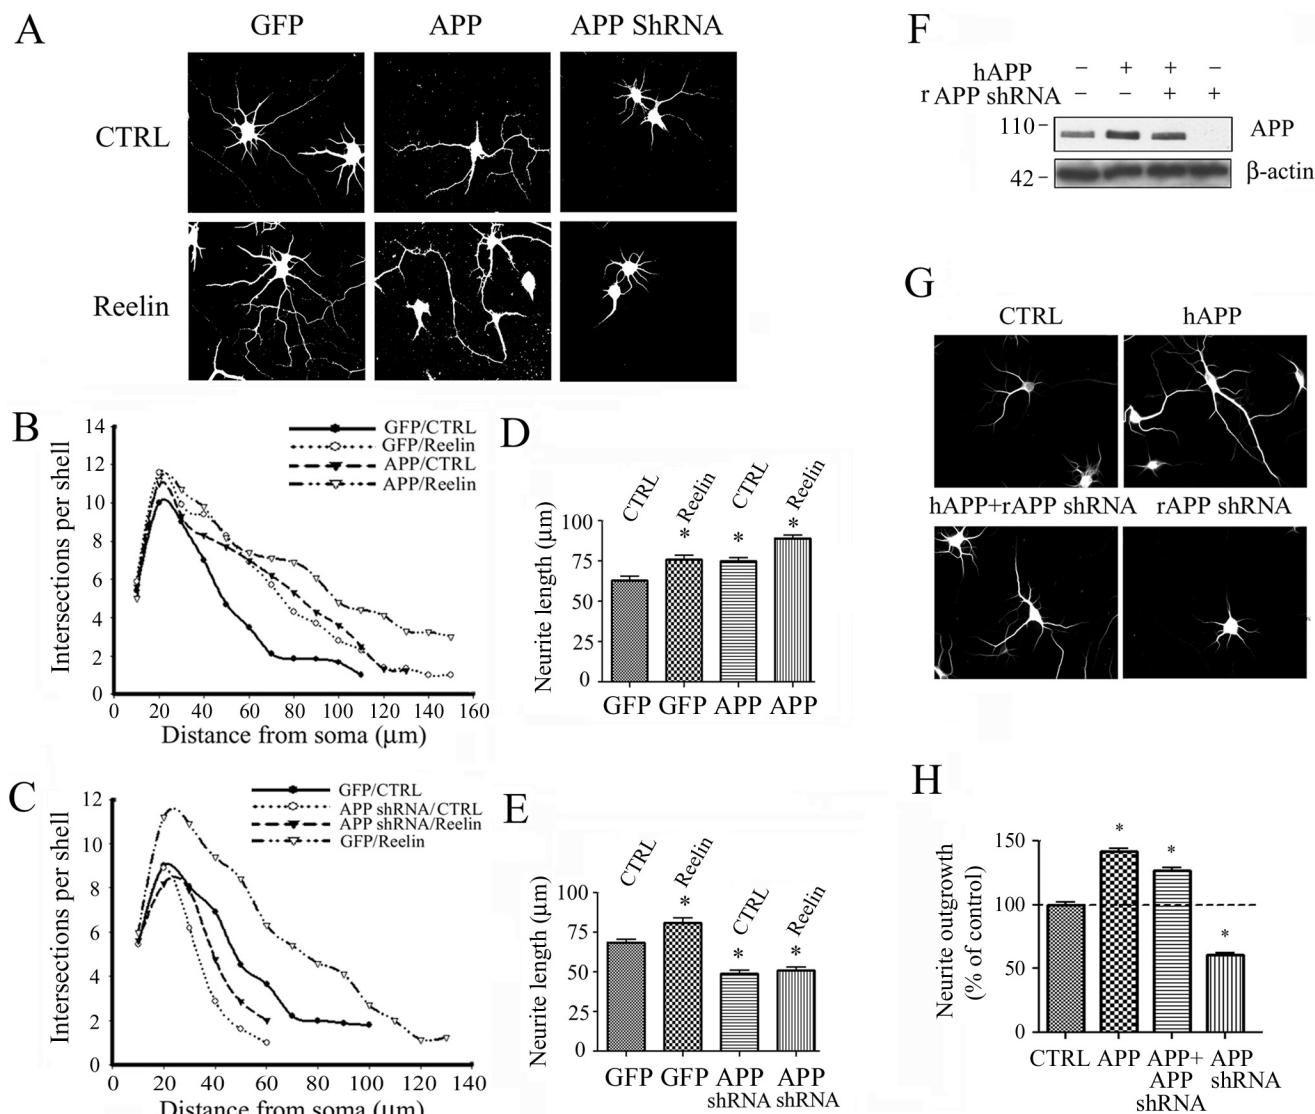 A
GFP
APP
APP ShRNA
CTRL
Reelin
B
14
12
10
8
6
4
2
0
Intersections per shell
GFP/CTRL
GFP/Reelin
APP/CTRL
APP/Reelin
0 20 40 60 80 100 120 140 160
Distance from soma (µm)
C
12
10
8
6
4
2
0
Intersections per shell
GFP/CTRL
APP shRNA/CTRL
APP shRNA/Reelin
GFP/Reelin
0 20 40 60 80 100 120 140
Distance from soma (µm)
D
CTRL
Reelin
CTRL
Reelin
* * *
Neurite length (µm)
100
75
50
25
0
GFP GFP APP APP
E
CTRL
Reelin
CTRL
Reelin
* * *
Neurite length (µm)
100
75
50
25
0
GFP GFP APP APP
shRNA shRNA
F
hAPP − + + −
r APP shRNA − − + +
110 − APP
42 − β-actin
G
CTRL
hAPP
hAPP+rAPP shRNA
rAPP shRNA
H
Neurite outgrowth
(% of control)
150
100
50
0
* * *
CTRL APP APP+ APP
APP shRNA
shRNA